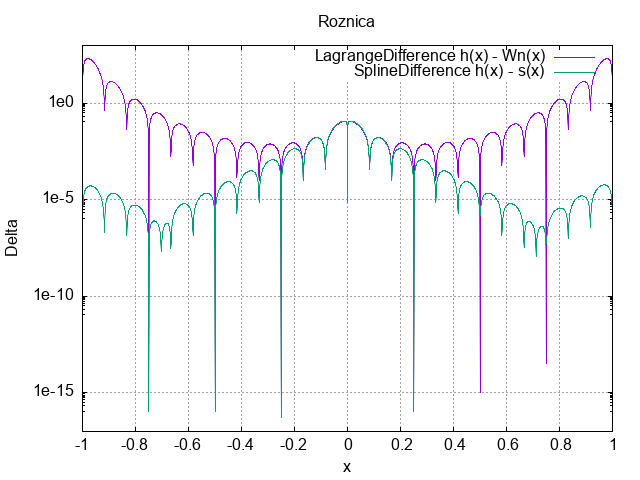 Roznica
LagrangeDifference h(x) - Wn(x)
SplineDifference h(x) - s(x)
1e0
1e-5
1e-10
1e-15
Delta
-1 -0.8 -0.6 -0.4 -0.2 0 0.2 0.4 0.6 0.8 1
x